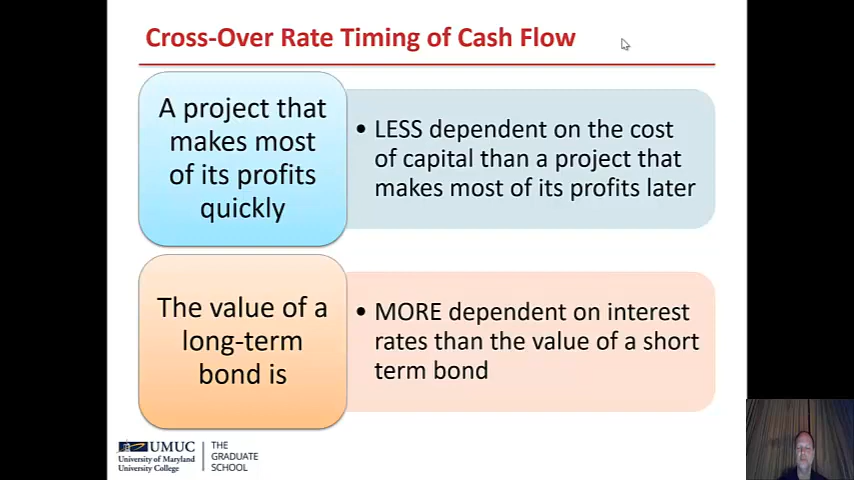 Cross-Over Rate Timing of Cash Flow
A project that
makes most
of its profits
quickly
• LESS dependent on the cost
of capital than a project that
makes most of its profits later
The value of a
long-term
bond is
• MORE dependent on interest
rates than the value of a short
term bond
UMUC
University of Maryland
University College
THE
GRADUATE
SCHOOL